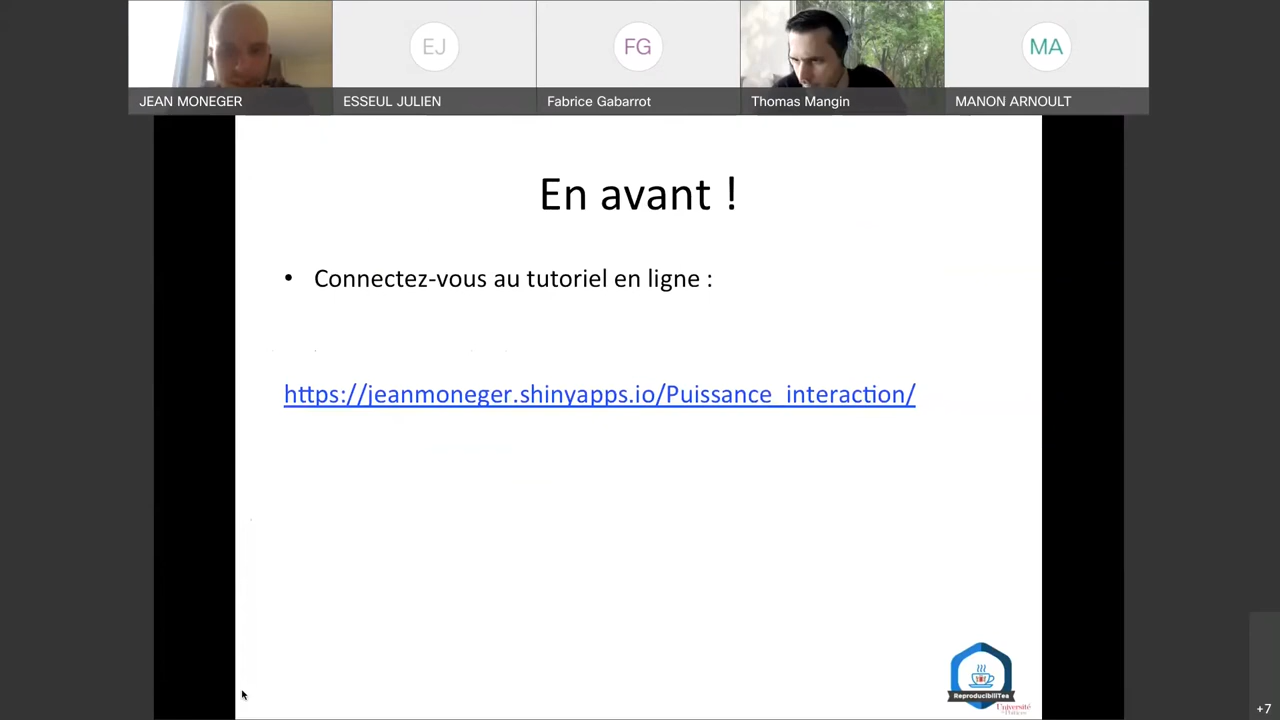 EJ
FG
MA
JEAN MONEGER
ESSEUL JULIEN
Fabrice Gabarrot
Thomas Mangin
MANON ARNOULT
En avant !
• Connectez-vous au tutoriel en ligne :
https://jeanmoneger.shinyapps.io/Puissance_interaction/
ReproducibiliTea
Université
+7